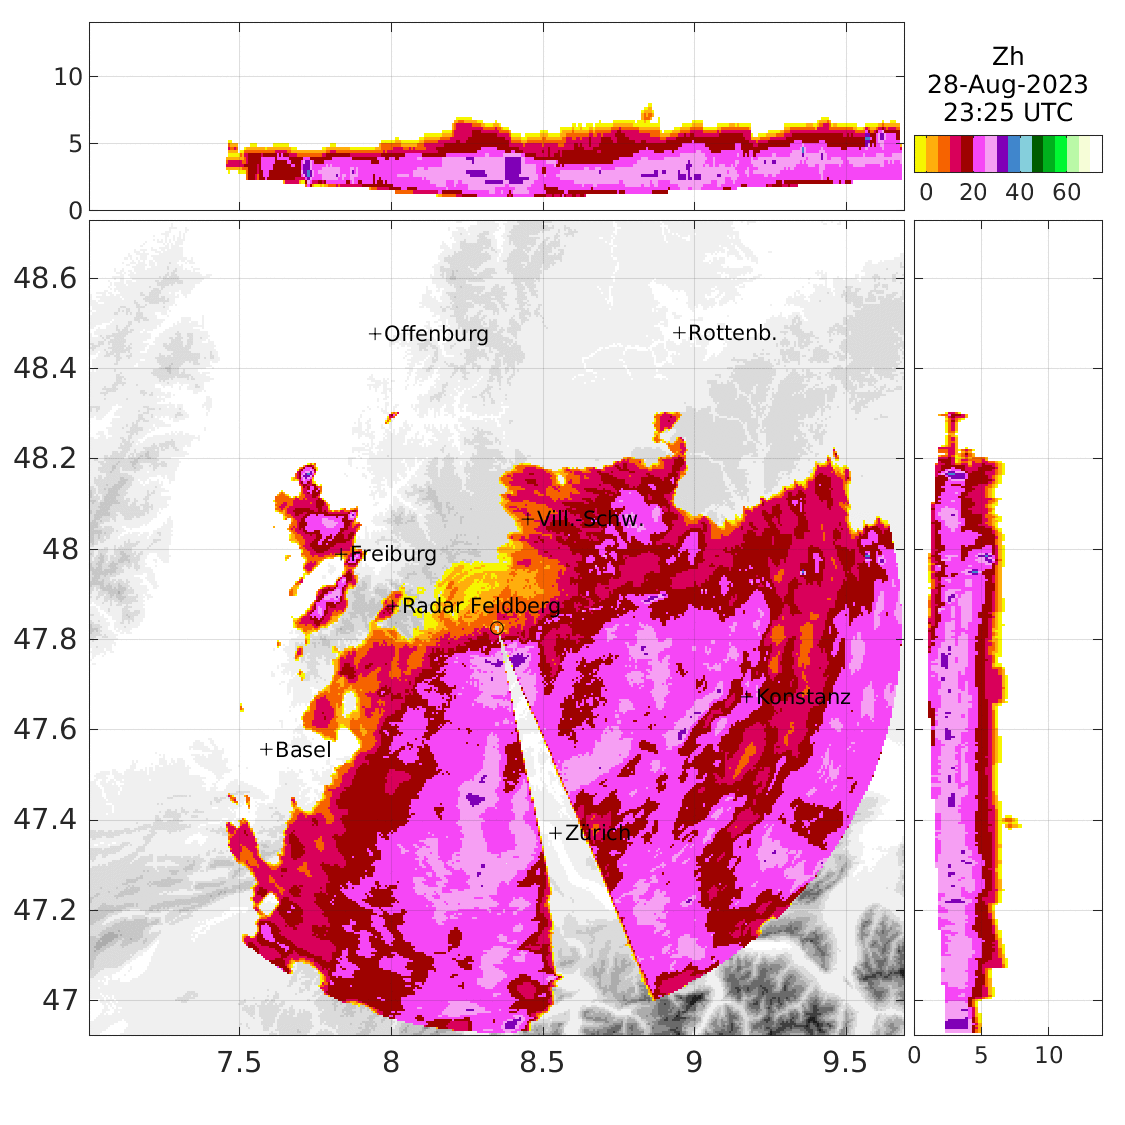 10
5
0
Zh
28-Aug-2023
23:25 UTC
0
20
40
60
48.6
48.4
48.2
48
47.8
47.6
47.4
47.2
47
+Offenburg
+Rottenb.
+Vill.-Schw.
+Freiburg
+Radar Feldberg
+Konstanz
+Basel
+Zürich
7.5
8
8.5
9
9.5
0
5
10